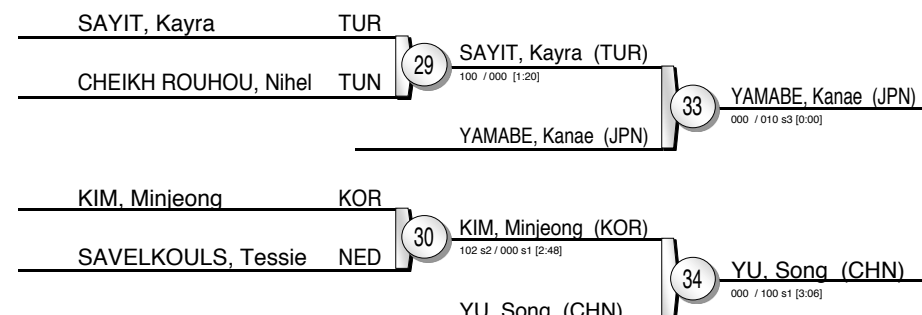 SAYIT, Kayra TUR
CHEIKH ROUHOU, Nihel TUN
29
SAYIT, Kayra (TUR)
100 / 000 [1:20]
YAMABE, Kanae (JPN)
33
YAMABE, Kanae (JPN)
000 / 010 s3 [0:00]
KIM, Minjeong KOR
SAVELKOULS, Tessie NED
30
KIM, Minjeong (KOR)
102 s2 / 000 s1 [2:48]
YU, Song (CHN)
34
YU, Song (CHN)
000 / 100 s1 [3:06]